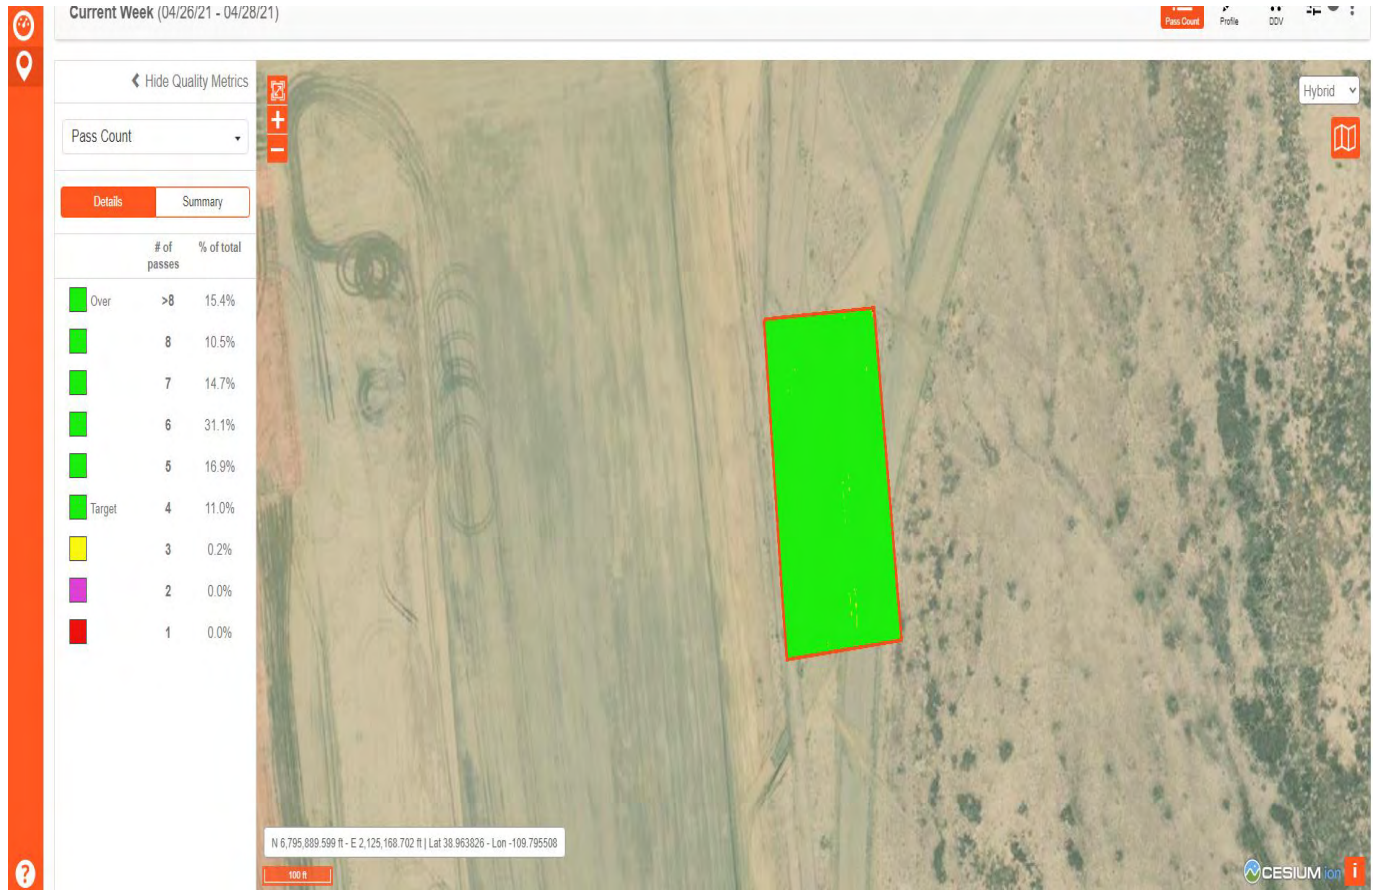 Current Week (04/26/21 - 04/28/21)
Pass Count
Profile
DDV
Hide Quality Metrics
Pass Count
Details
Summary
# of passes
% of total
Over >8 15.4%
8 10.5%
7 14.7%
6 31.1%
5 16.9%
Target 4 11.0%
3 0.2%
2 0.0%
1 0.0%
Hybrid
N 6,795,889.599 ft - E 2,125,168.702 ft | Lat 38.963826 - Lon -109.795508
100 ft
CESIUM ion
i
?